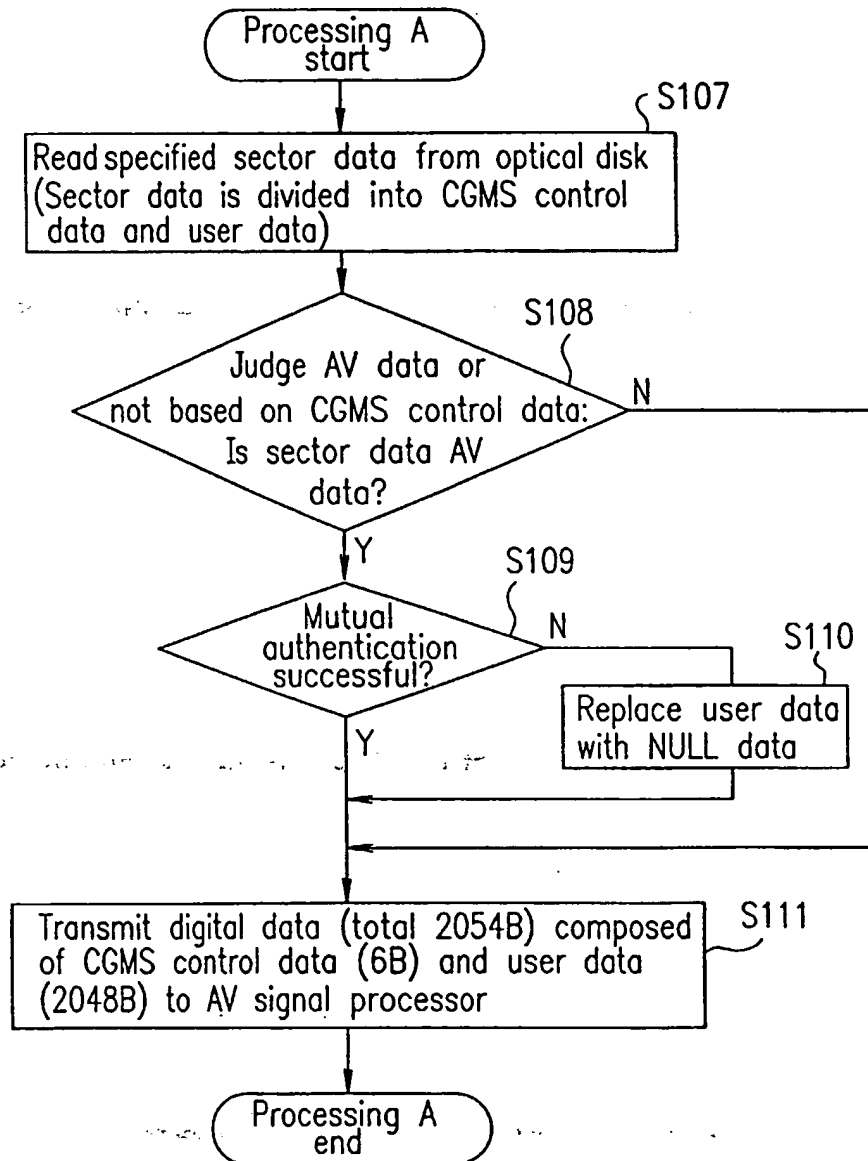 Processing A
start
S107
Read specified sector data from optical disk
(Sector data is divided into CGMS control
data and user data)
S108
Judge AV data or
not based on CGMS control data:
Is sector data AV
data?
N
Y
S109
Mutual
authentication
successful?
N
S110
Replace user data
with NULL data
Y
Transmit digital data (total 2054B) composed
of CGMS control data (6B) and user data
(2048B) to AV signal processor
S111
Processing A
end